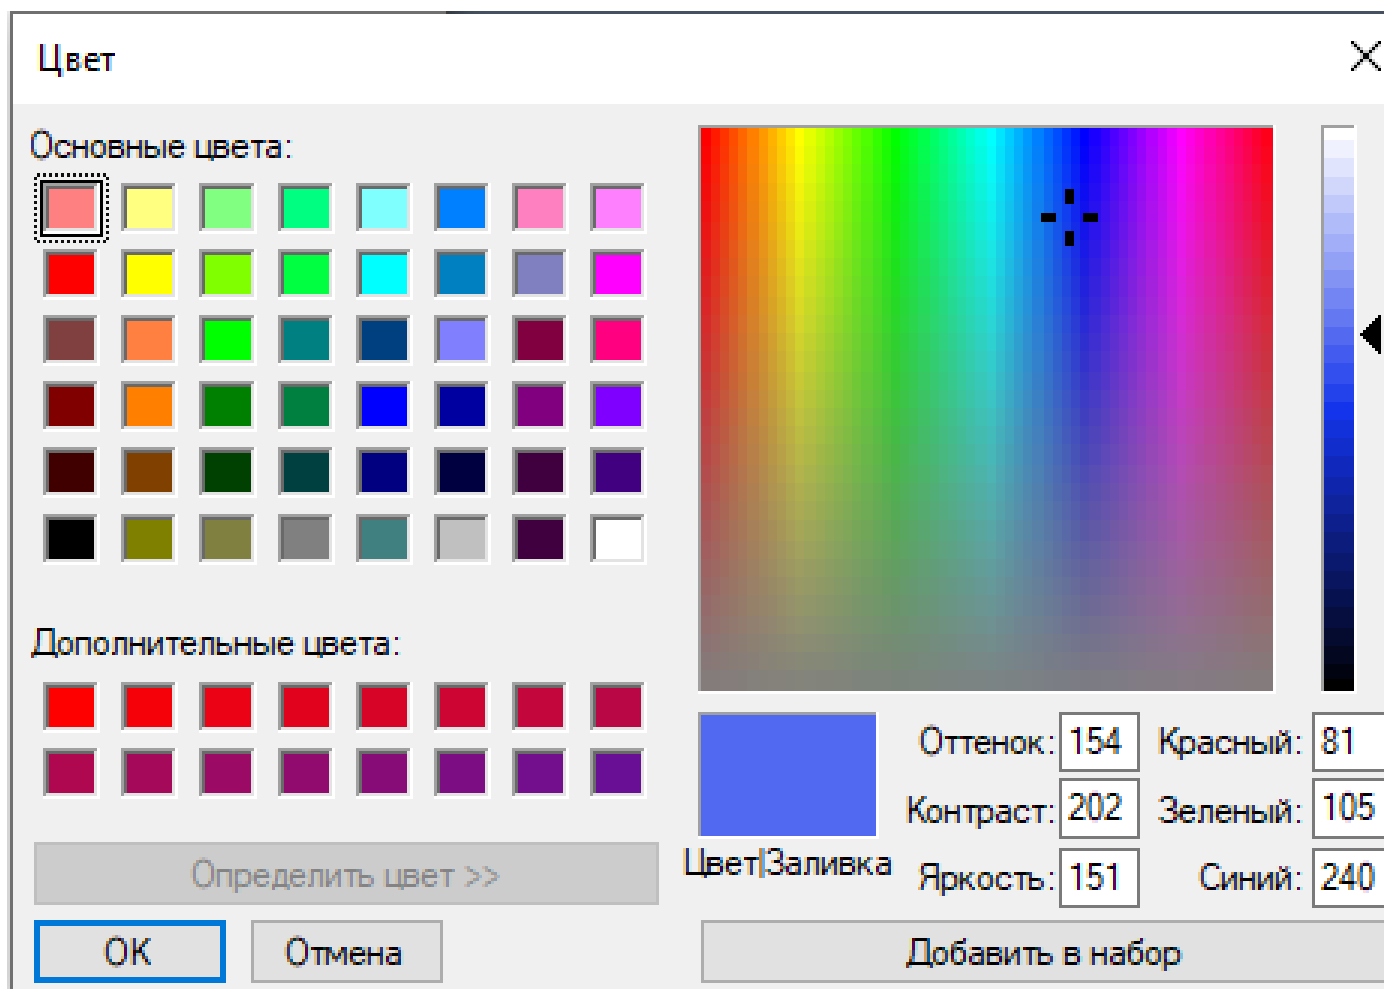 Цвет
Основные цвета:
Дополнительные цвета:
Определить цвет >>
ОК
Отмена
Цвет|Заливка
Оттенок: 154
Контраст: 202
Яркость: 151
Красный: 81
Зеленый: 105
Синий: 240
Добавить в набор